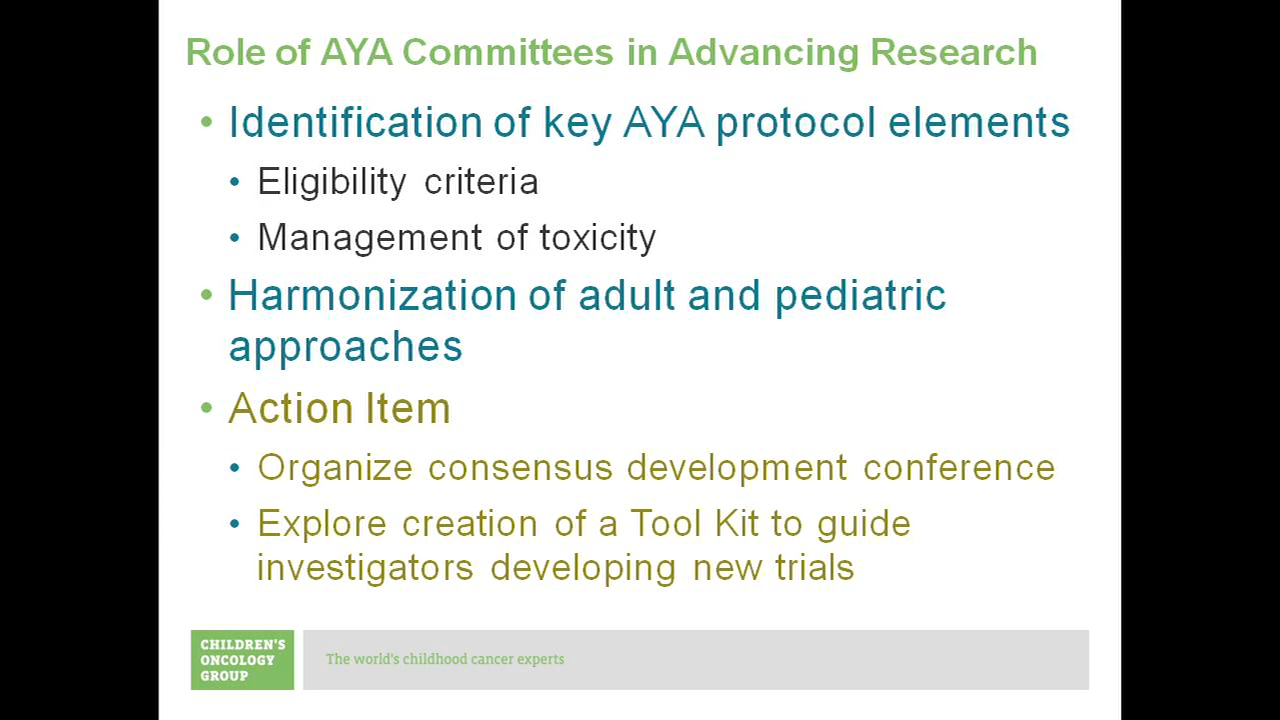 Role of AYA Committees in Advancing Research
• Identification of key AYA protocol elements
• Eligibility criteria
• Management of toxicity
• Harmonization of adult and pediatric
approaches
• Action Item
• Organize consensus development conference
• Explore creation of a Tool Kit to guide
investigators developing new trials
CHILDREN'S
ONCOLOGY
GROUP
The world's childhood cancer experts